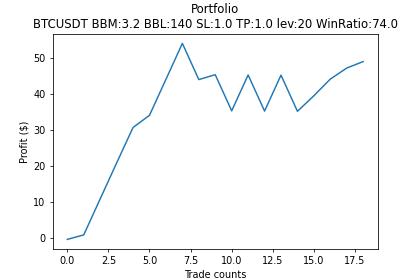 Portfolio
BTCUSDT BBM:3.2 BBL:140 SL:1.0 TP:1.0 lev:20 WinRatio:74.0
Profit ($)
50
40
30
20
10
0
0.0 2.5 5.0 7.5 10.0 12.5 15.0 17.5
Trade counts